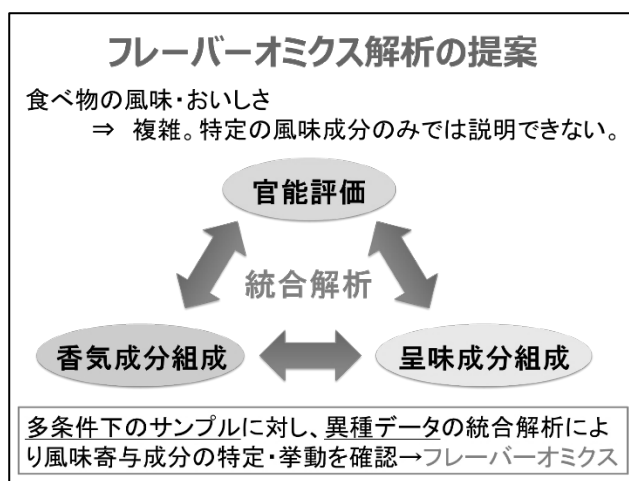 フレーバーオミクス解析の提案
食べ物の風味・おいしさ
⇒ 複雑。特定の風味成分のみでは説明できない。
官能評価
統合解析
香気成分組成
呈味成分組成
多条件下のサンプルに対し、異種データの統合解析によ
り風味寄与成分の特定・挙動を確認→フレーバーオミクス